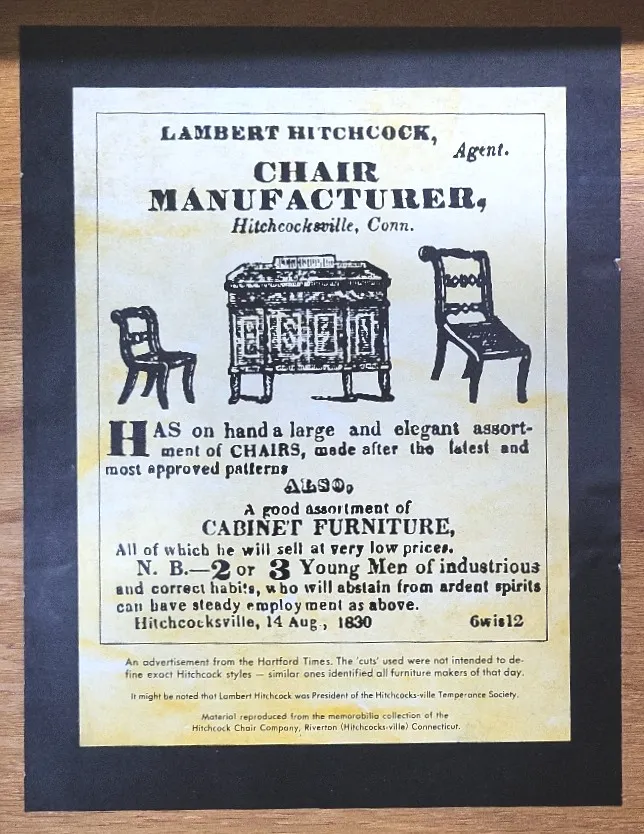 LAMBERT HITCHCOCK,
Agent.
CHAIR
MANUFACTURER,
Hitchcocksville, Conn.
HAS on hand a large and elegant assort-
ment of CHAIRS, made after the latest and
most approved patterns
ALSO,
A good assortment of
CABINET FURNITURE,
All of which he will sell at very low prices.
N. B.—2 or 3 Young Men of industrious
and correct habits, who will abstain from ardent spirits
can have steady employment as above.
Hitchcocksville, 14 Aug., 1830 6wis12
An advertisement from the Hartford Times. The 'cuts' used were not intended to de-
fine exact Hitchcock styles — similar ones identified all furniture makers of that day.
It might be noted that Lambert Hitchcock was President of the Hitchcocks-ville Temperance Society.
Material reproduced from the memorabilia collection of the
Hitchcock Chair Company, Riverton (Hitchcocks-ville) Connecticut.